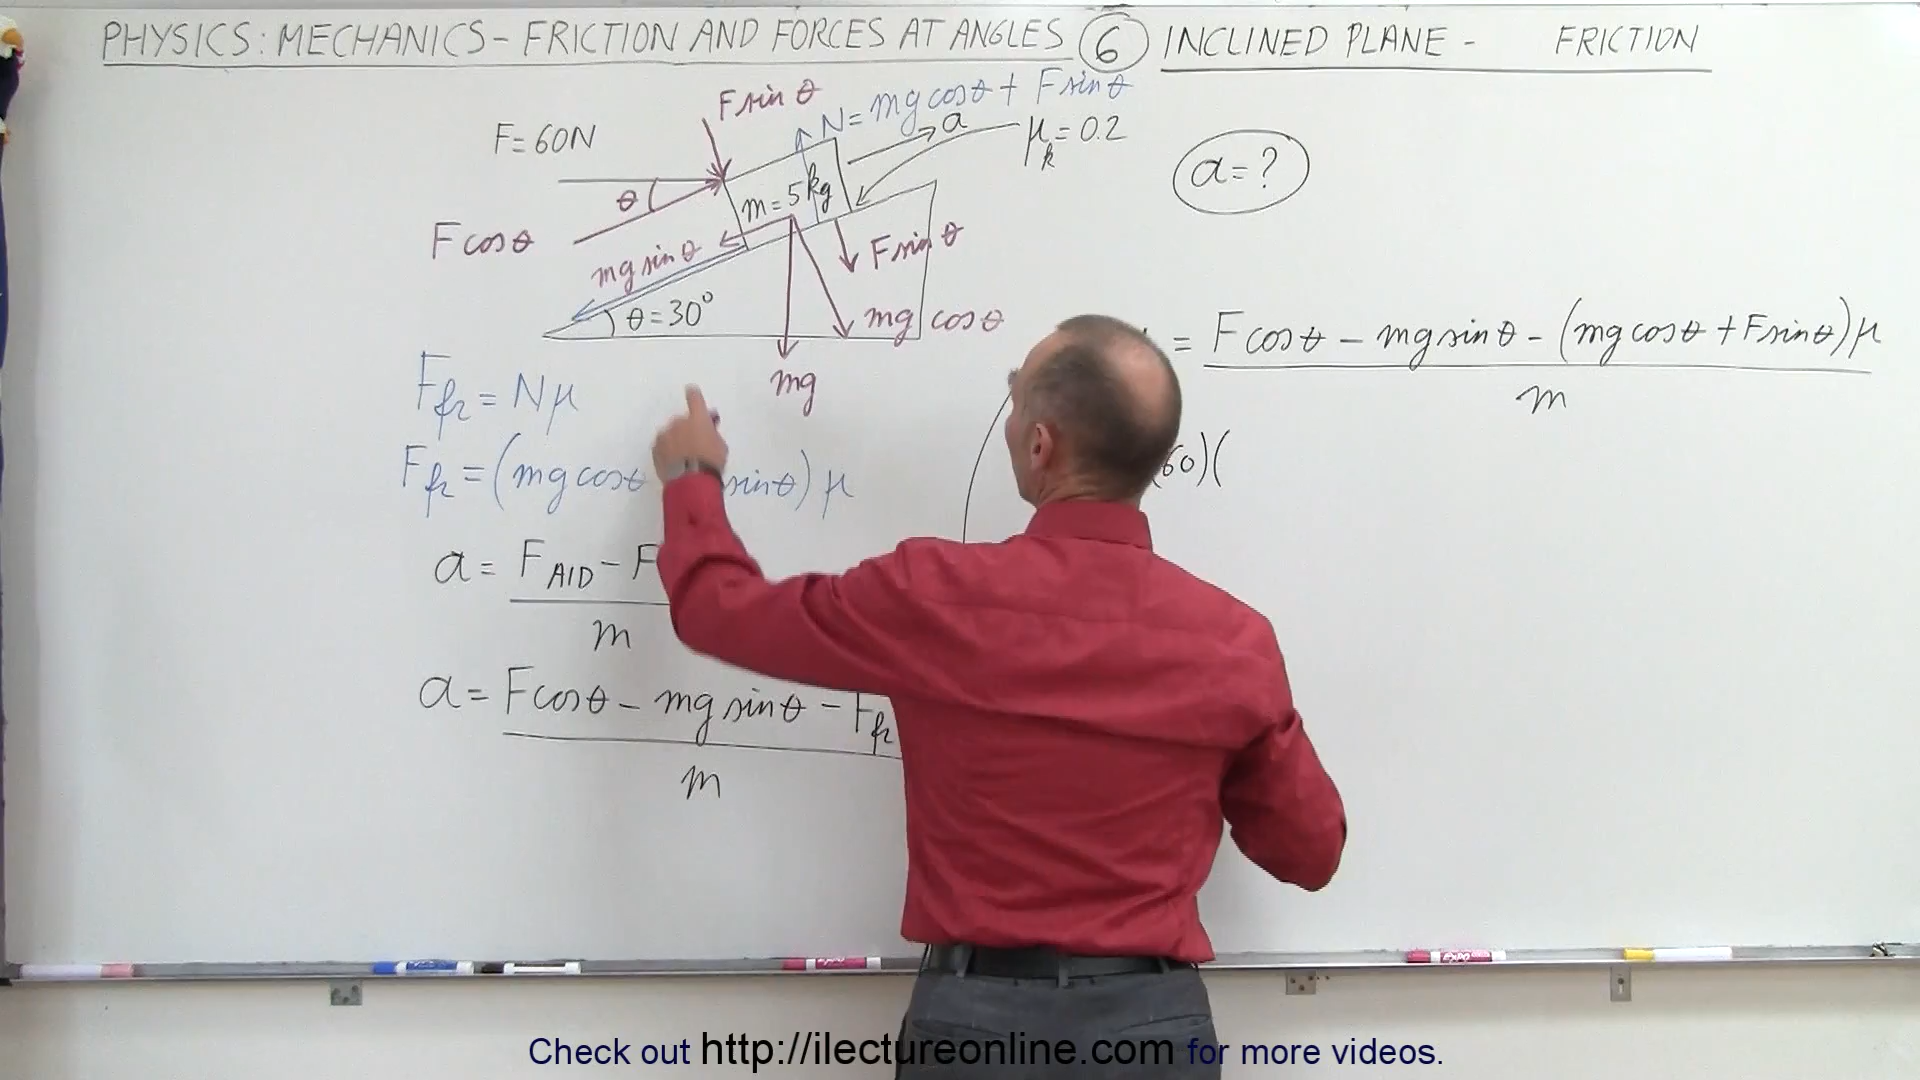 PHYSICS: MECHANICS - FRICTION AND FORCES AT ANGLES 6 INCLINED PLANE - FRICTION
F sin θ
N = mg cos θ + F sin θ
F = 60N
a
μk = 0.2
a = ?
θ
m = 5 kg
F cos θ
mg sin θ
F sin θ
θ = 30°
mg cos θ
mg
= F cos θ - mg sin θ - (mg cos θ + F sin θ) μ
m
Ffr = Nμ
60)(
Ffr = (mg cos θ sin θ) μ
a = F AID - F
m
a = F cos θ - mg sin θ - Ffr
m
EXPO
Check out http://ilectureonline.com for more videos.